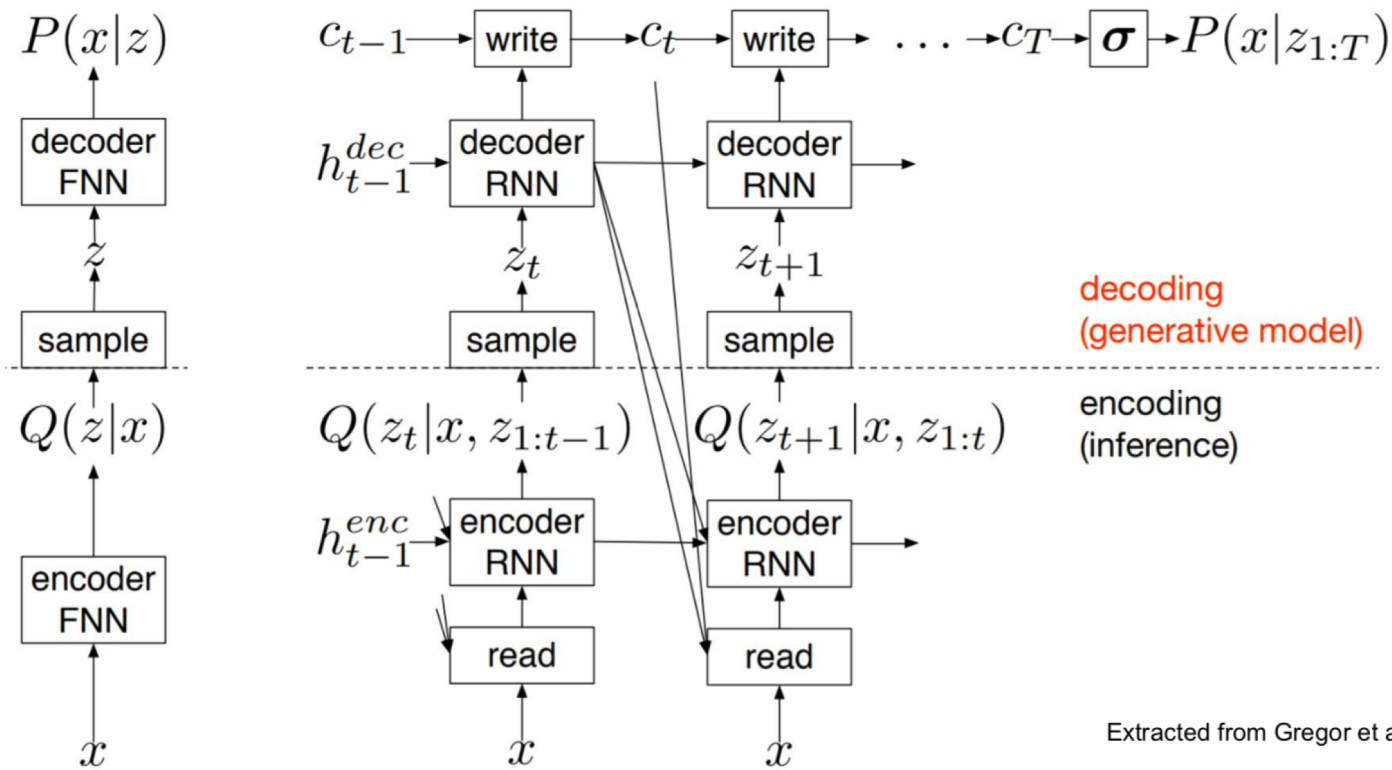 P(x|z)
decoder
FNN
z
sample
Q(z|x)
encoder
FNN
x
c_{t-1} write c_t write ... c_T σ P(x|z_{1:T})
h_{t-1}^{dec} decoder RNN decoder RNN
z_t z_{t+1}
sample sample
decoding
(generative model)
Q(z_t|x, z_{1:t-1}) Q(z_{t+1}|x, z_{1:t})
encoding
(inference)
h_{t-1}^{enc} encoder RNN encoder RNN
read read
x x
Extracted from Gregor et a